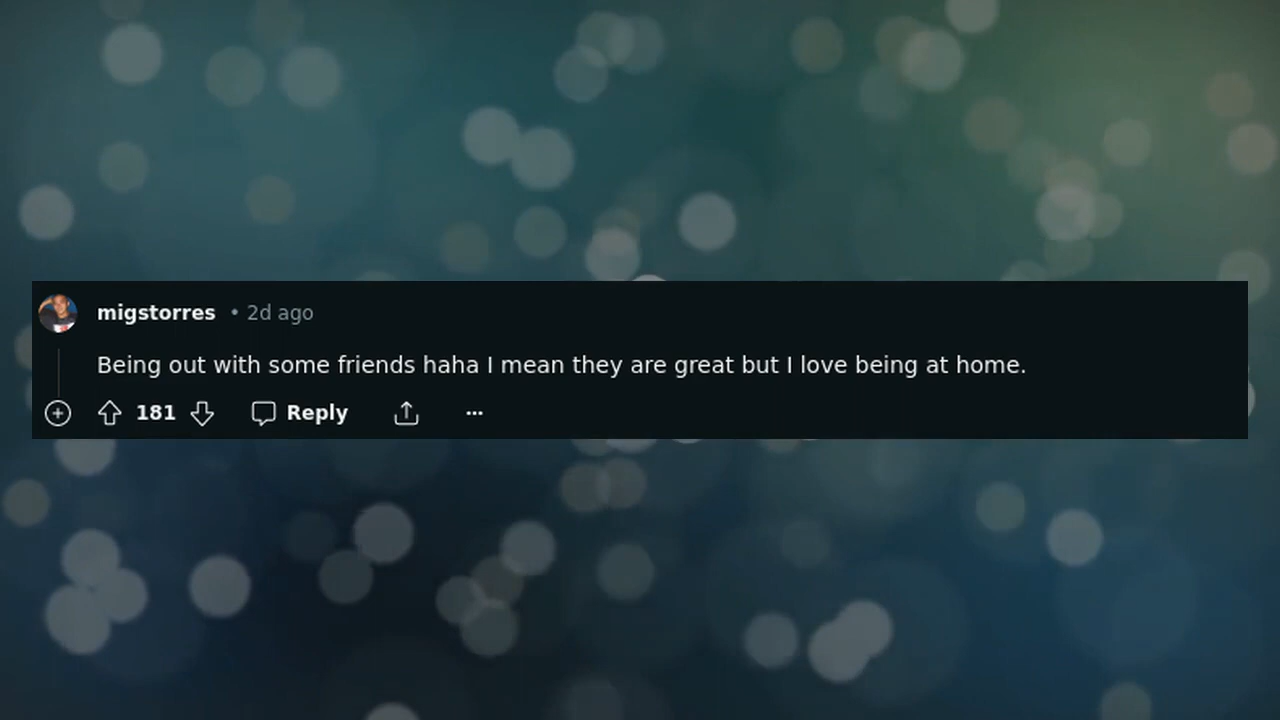 migstorres • 2d ago
Being out with some friends haha I mean they are great but I love being at home.
181 Reply ...